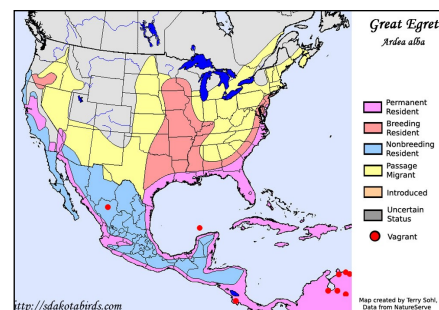 Great Egret
Ardea alba
Permanent
Resident
Breeding
Resident
Nonbreeding
Resident
Passage
Migrant
Introduced
Uncertain
Status
Vagrant
http://sdakotabirds.com
Map created by Terry Sohl,
Data from NatureServe